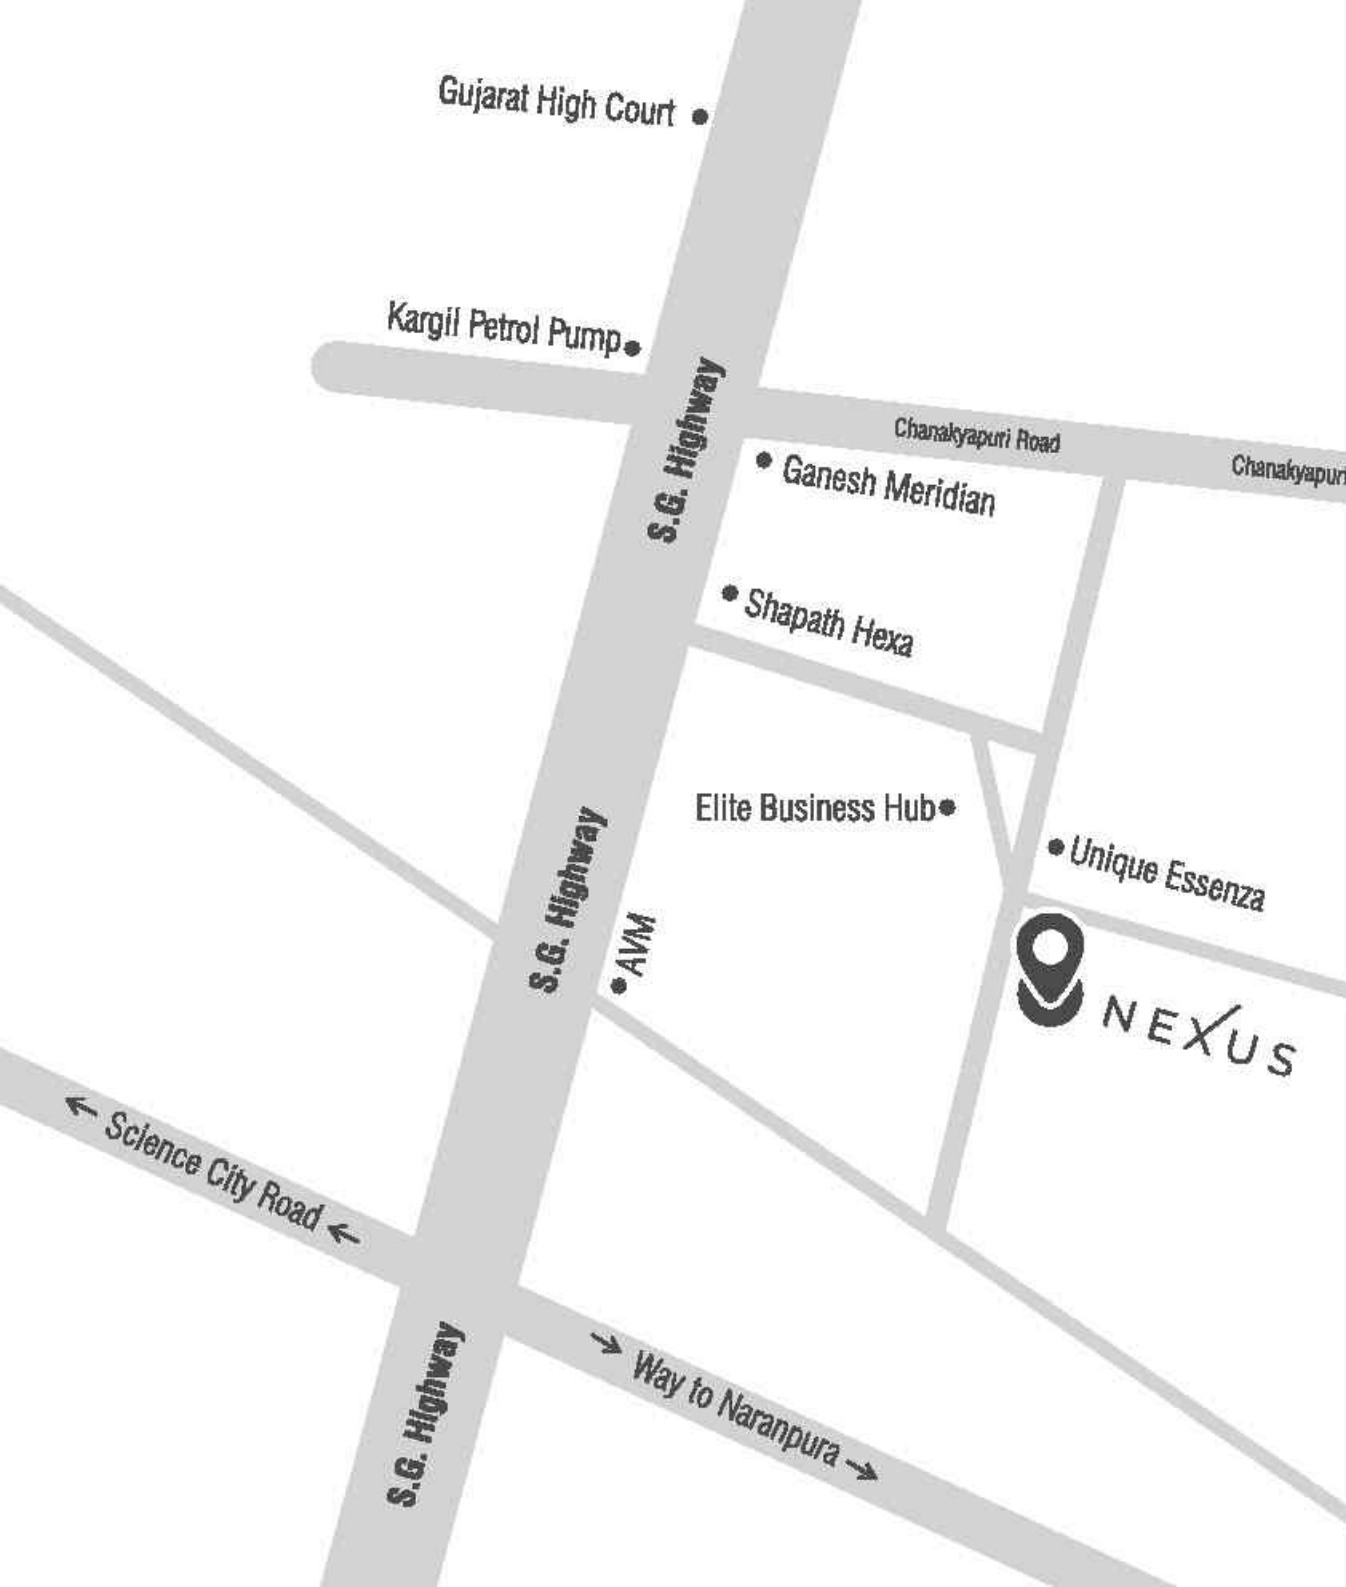 Gujarat High Court
Kargil Petrol Pump
S.G. Highway
Chanakyapuri Road
Chanakyapuri
Ganesh Meridian
Shapath Hexa
Elite Business Hub
S.G. Highway
Unique Essenza
AVM
NEXUS
Science City Road
Way to Naranpura
S.G. Highway